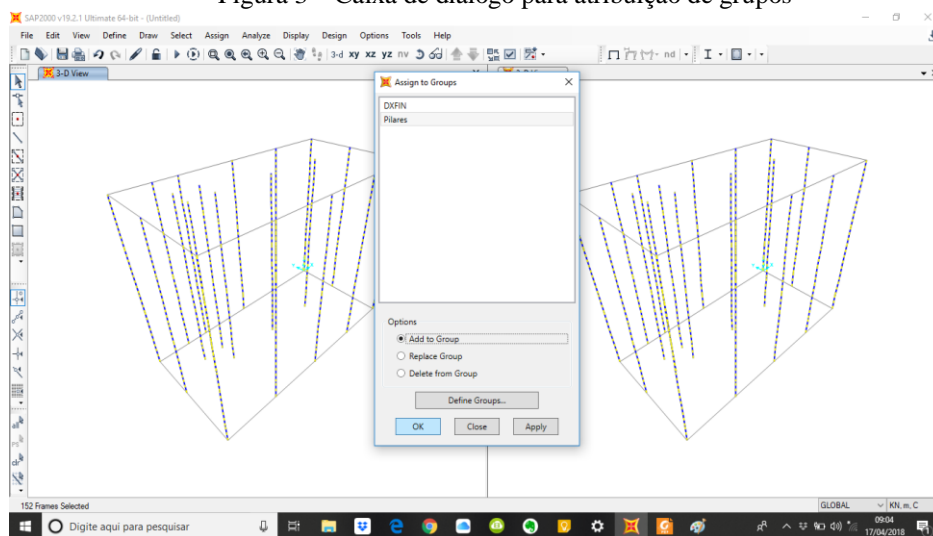 Figura 3 – Caixa de diálogo para atribuição de grupos
SAP2000 v19.2.1 Ultimate 64-bit - (Untitled)
File Edit View Define Draw Select Assign Analyze Display Design Options Tools Help
3-d xy xz yz nv nd
3-D View
Assign to Groups
DXFIN
Pilares
Options
Add to Group
Replace Group
Delete from Group
Define Groups...
OK Close Apply
152 Frames Selected
GLOBAL KN, m, C
Digite aqui para pesquisar
09:04
17/04/2018